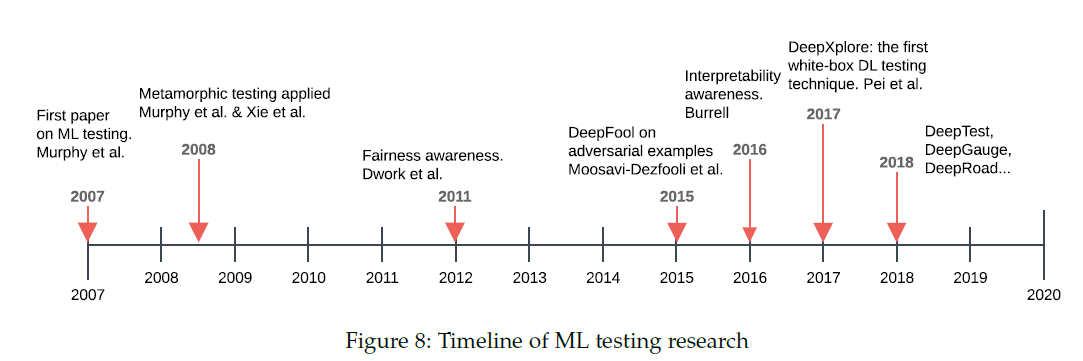 First paper
on ML testing.
Murphy et al.
2007
Metamorphic testing applied
Murphy et al. & Xie et al.
2008
Fairness awareness.
Dwork et al.
2011
DeepFool on
adversarial examples
Moosavi-Dezfooli et al.
2015
Interpretability
awareness.
Burrell
2016
DeepXplore: the first
white-box DL testing
technique. Pei et al.
2017
DeepTest,
DeepGauge,
DeepRoad...
2018
2007
2008
2009
2010
2011
2012
2013
2014
2015
2016
2017
2018
2019
2020
Figure 8: Timeline of ML testing research